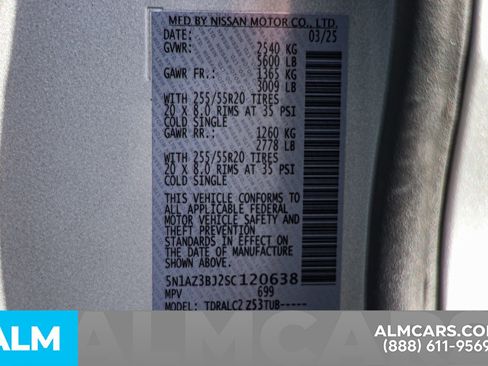 MFD BY NISSAN MOTOR CO., LTD.
DATE: 03/25
GVWR: 2540 KG
5600 LB
GAWR FR.: 1365 KG
3009 LB
WITH 255/55R20 TIRES
20 X 8.0 RIMS AT 35 PSI
COLD SINGLE
GAWR RR.: 1260 KG
2778 LB
WITH 255/55R20 TIRES
20 X 8.0 RIMS AT 35 PSI
COLD SINGLE
THIS VEHICLE CONFORMS TO
ALL APPLICABLE FEDERAL
MOTOR VEHICLE SAFETY AND
THEFT PREVENTION
STANDARDS IN EFFECT ON
THE DATE OF MANUFACTURE
SHOWN ABOVE.
5N1AZ3BJ2SC120638
MPV 699
MODEL: TDRALC2 Z53TUB-----
ALM
ALMCARS
ALMCARS.COM
(888) 611-9569